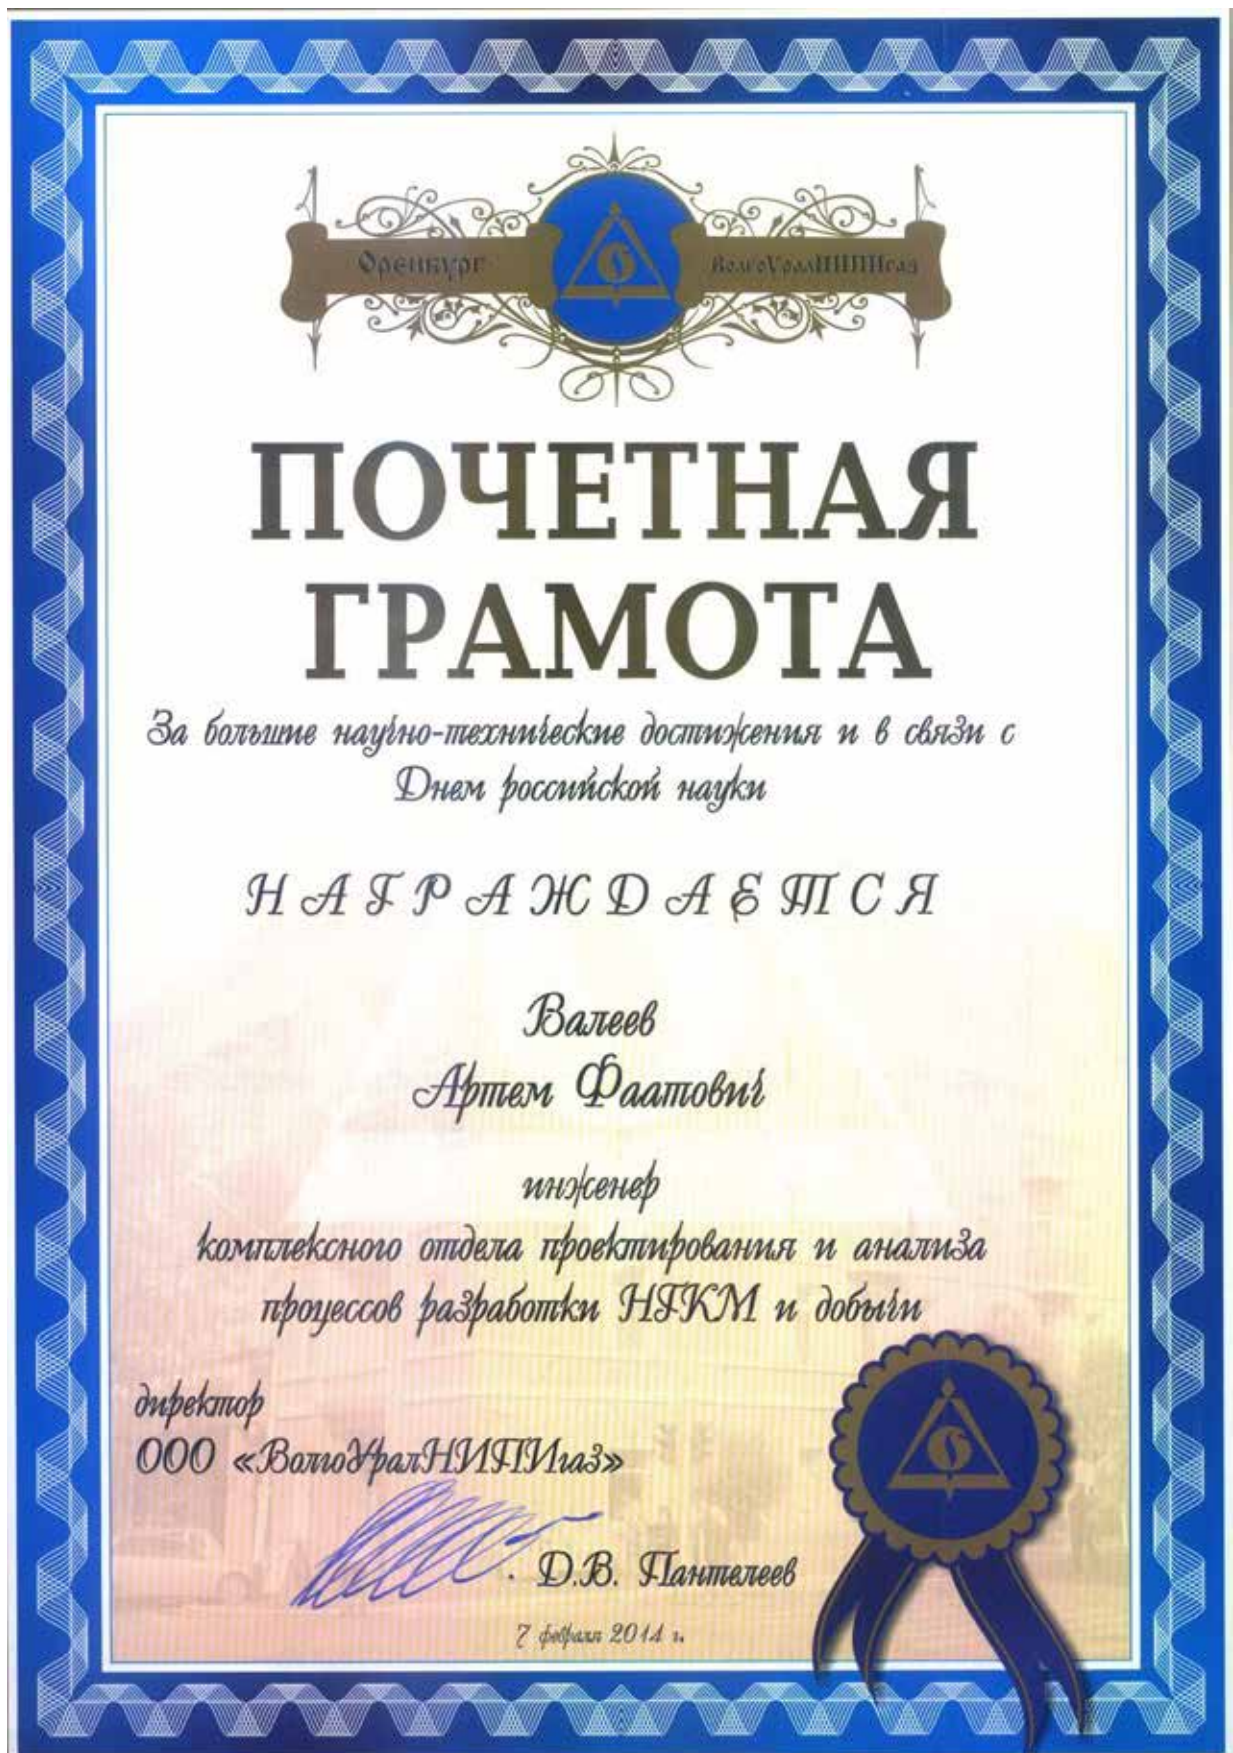 Оренбург ВолгоУралНИПИгаз
ПОЧЕТНАЯ
ГРАМОТА
За большие научно-технические достижения и в связи с
Днем российской науки
НАГРАЖДАЕТСЯ
Валеев
Артем Фаатович
инженер
комплексного отдела проектирования и анализа
процессов разработки НГКМ и добычи
директор
ООО «ВолгоУралНИПИгаз»
Д.В. Пантелеев
7 февраля 2014 г.